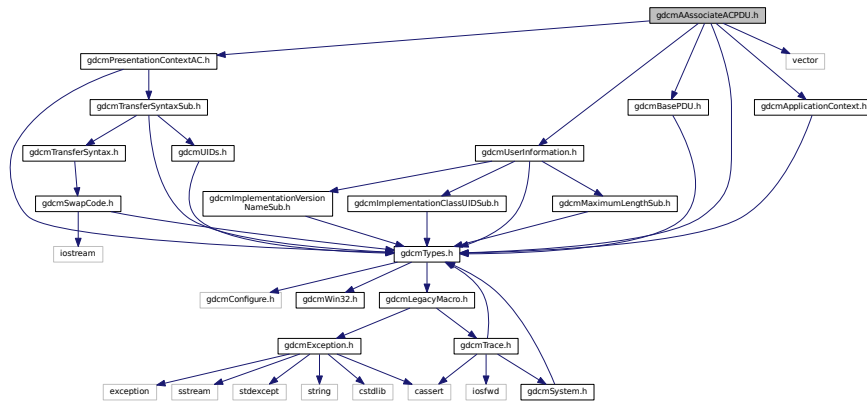 gdcmAAssociateACPDU.h
gdcmPresentationContextAC.h
vector
gdcmTransferSyntaxSub.h
gdcmBasePDU.h
gdcmApplicationContext.h
gdcmTransferSyntax.h
gdcmUIDs.h
gdcmUserInformation.h
gdcmSwapCode.h
gdcmImplementationVersion
NameSub.h
gdcmImplementationClassUIDSub.h
gdcmMaximumLengthSub.h
iostream
gdcmTypes.h
gdcmConfigure.h
gdcmWin32.h
gdcmLegacyMacro.h
gdcmException.h
gdcmTrace.h
exception
sstream
stdexcept
string
cstdlib
cassert
iosfwd
gdcmSystem.h